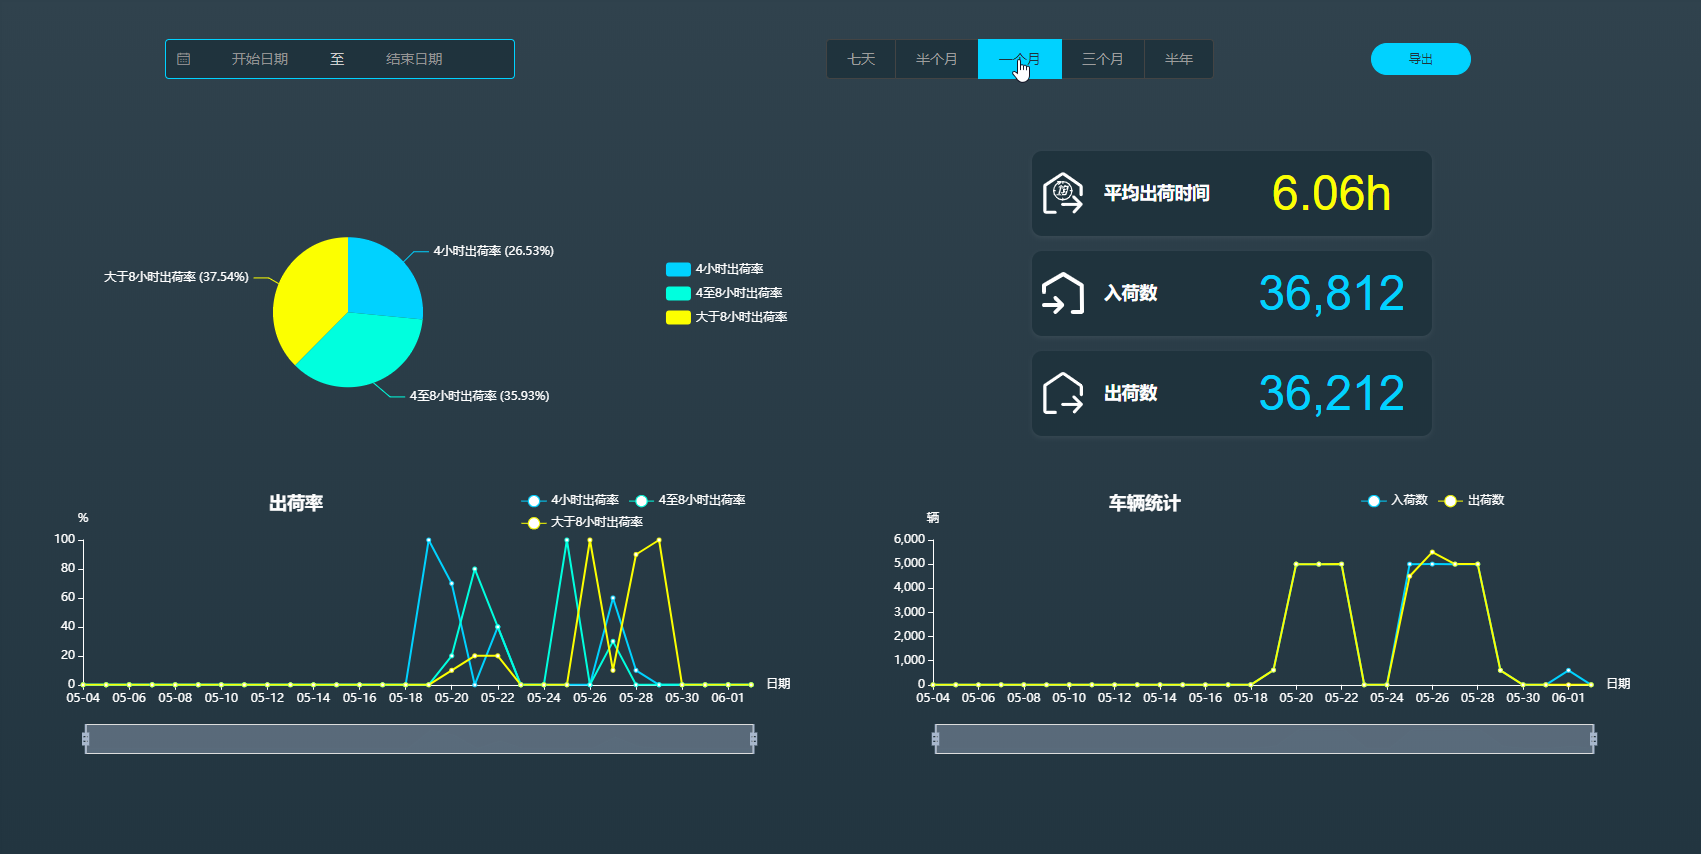 开始日期 至 结束日期
七天 半个月 一个月 三个月 半年
导出
4小时出荷率 (26.53%)
大于8小时出荷率 (37.54%)
4至8小时出荷率 (35.93%)
4小时出荷率
4至8小时出荷率
大于8小时出荷率
平均出荷时间 6.06h
入荷数 36,812
出荷数 36,212
出荷率
4小时出荷率 4至8小时出荷率
大于8小时出荷率
%
100
80
60
40
20
0
05-04 05-06 05-08 05-10 05-12 05-14 05-16 05-18 05-20 05-22 05-24 05-26 05-28 05-30 06-01
日期
车辆统计
入荷数 出荷数
辆
6,000
5,000
4,000
3,000
2,000
1,000
0
05-04 05-06 05-08 05-10 05-12 05-14 05-16 05-18 05-20 05-22 05-24 05-26 05-28 05-30 06-01
日期